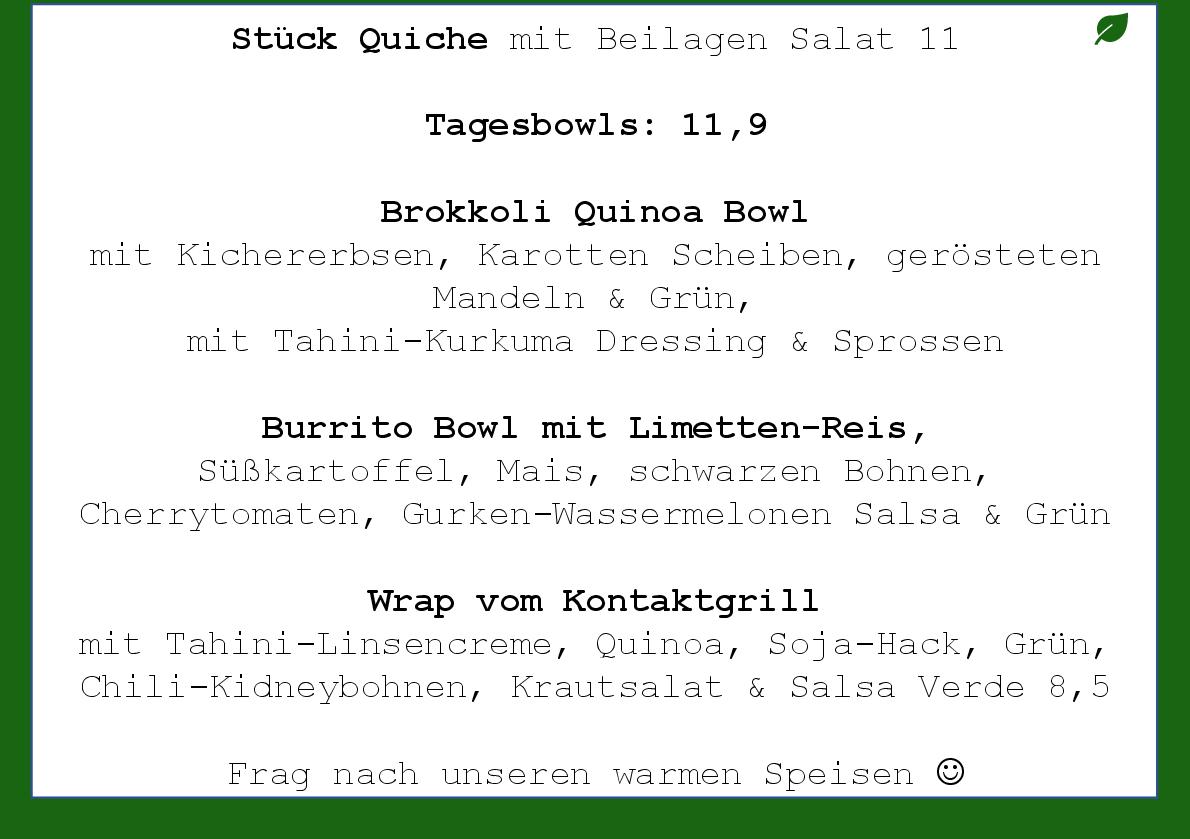 Stück Quiche mit Beilagen Salat 11
Tagesbowls: 11,9
Brokkoli Quinoa Bowl
mit Kichererbsen, Karotten Scheiben, gerösteten
Mandeln & Grün,
mit Tahini-Kurkuma Dressing & Sprossen
Burrito Bowl mit Limetten-Reis,
Süßkartoffel, Mais, schwarzen Bohnen,
Cherrytomaten, Gurken-Wassermelonen Salsa & Grün
Wrap vom Kontaktgrill
mit Tahini-Linsencreme, Quinoa, Soja-Hack, Grün,
Chili-Kidneybohnen, Krautsalat & Salsa Verde 8,5
Frag nach unseren warmen Speisen ☺